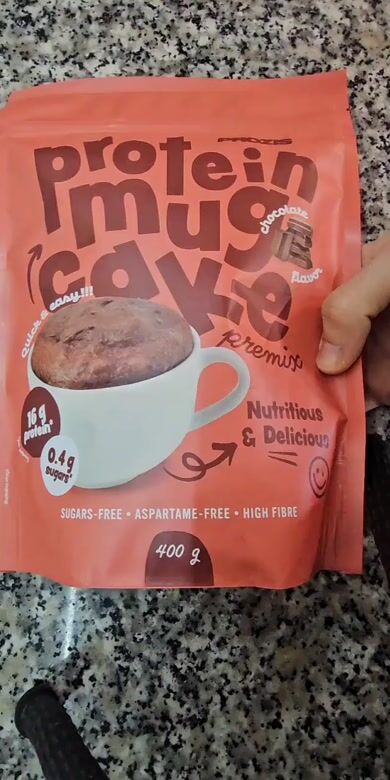 protein
mug
cake
premix
chocolate
flavor
Quick & easy!!!
16 g
protein*
0.4 g
sugars*
Nutritious
& Delicious
SUGARS-FREE • ASPARTAME-FREE • HIGH FIBRE
400 g